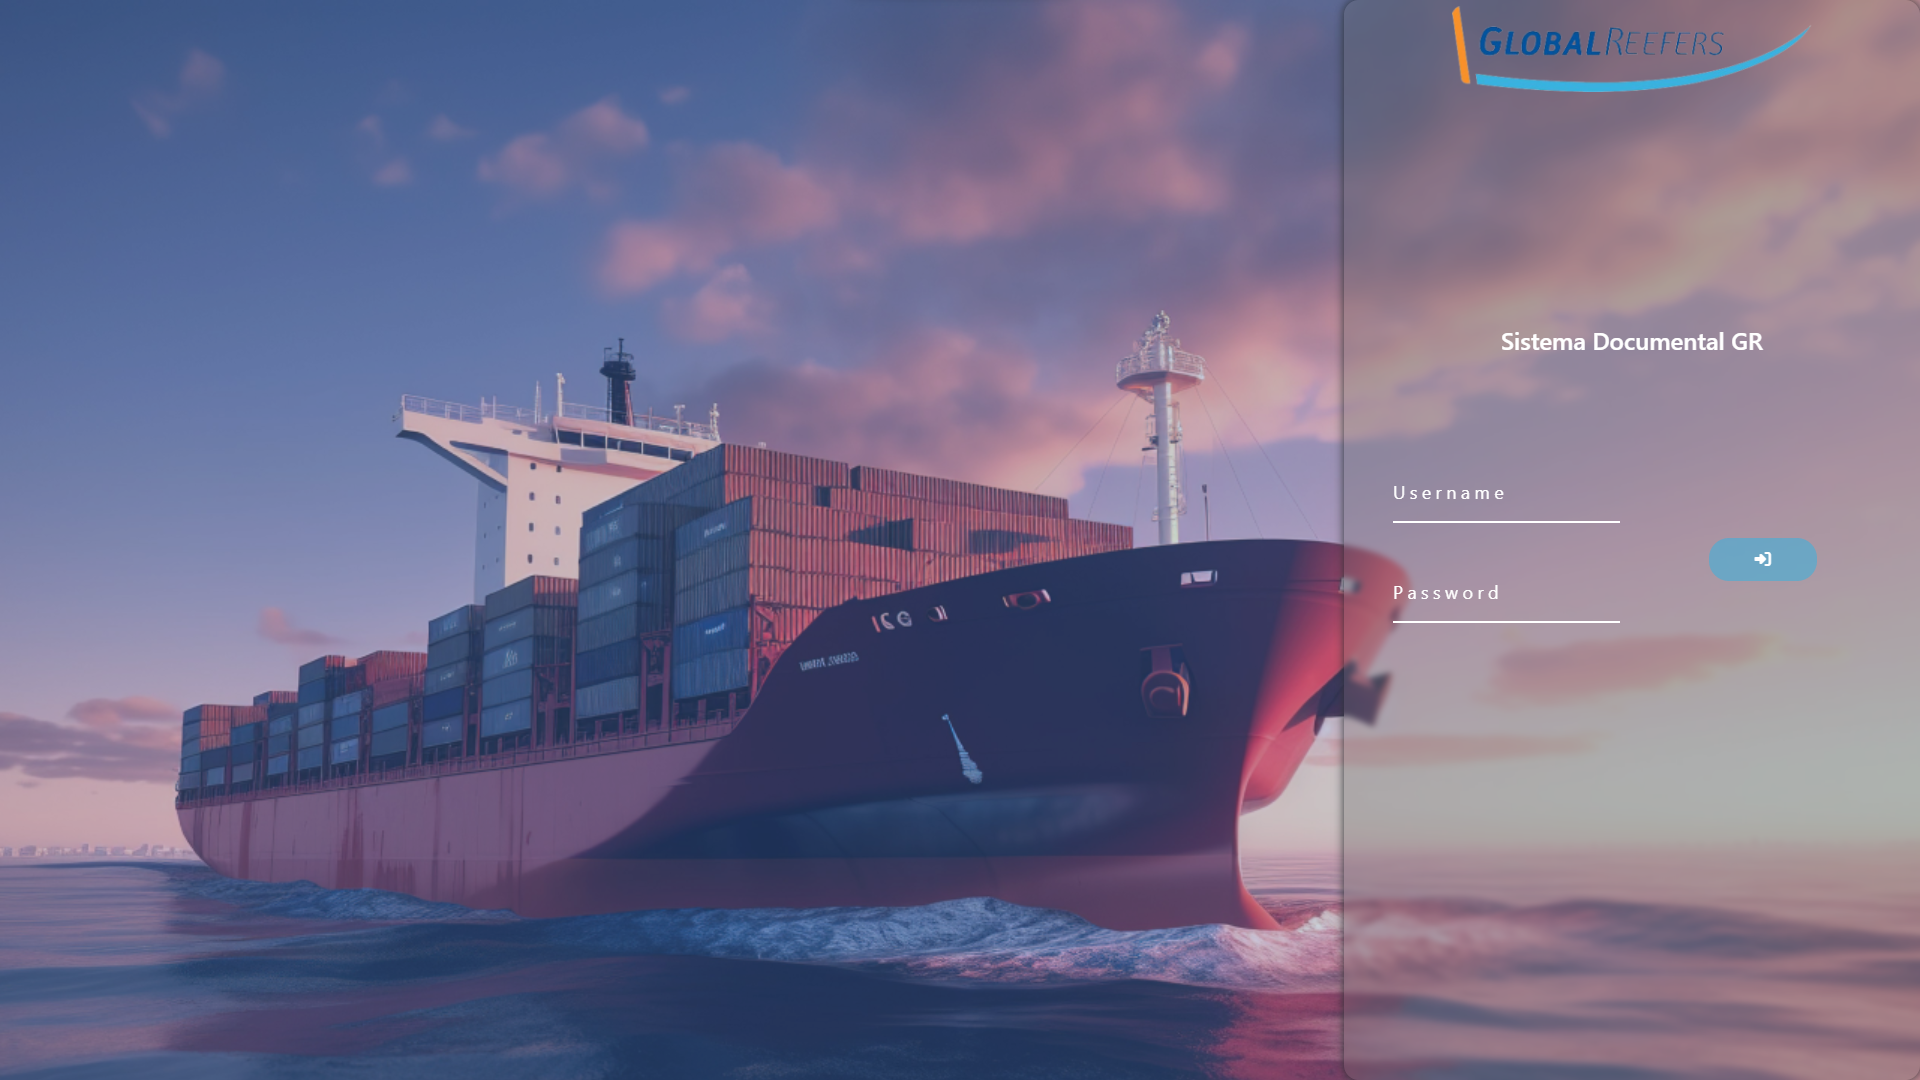 GLOBALREEFERS
Sistema Documental GR
Username
Password